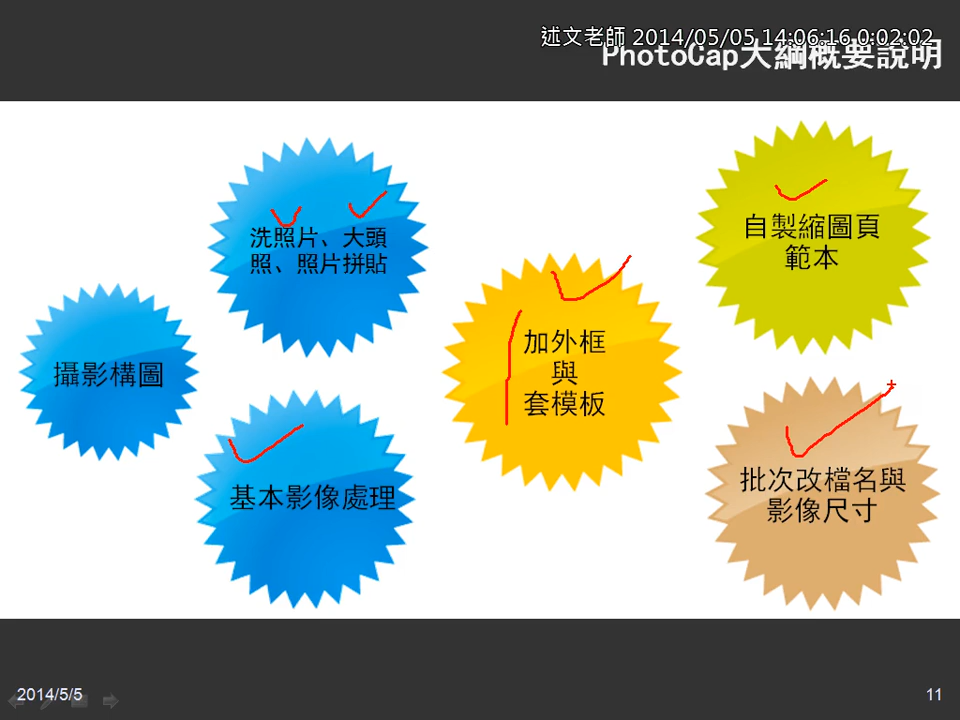 述文老師 2014/05/05 14:06:16 0:02:02
PhotoCap大綱概要說明
洗照片、大頭
照、照片拼貼
自製縮圖頁
範本
加外框
與
套模板
攝影構圖
基本影像處理
批次改檔名與
影像尺寸
2014/5/5
11